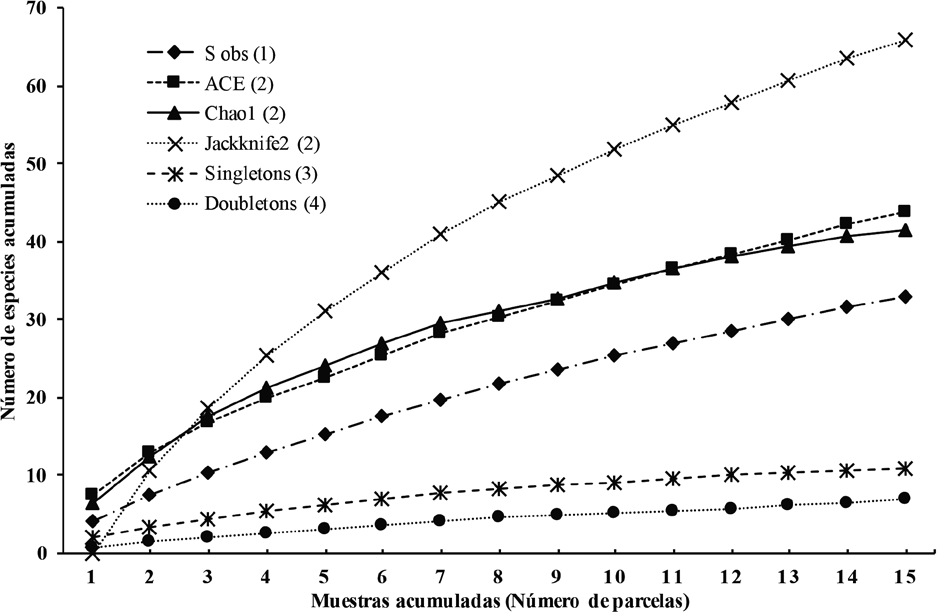 70
60
50
40
30
20
10
0
Número de especies acumuladas
S obs (1)
ACE (2)
Chao1 (2)
Jackknife2 (2)
Singletons (3)
Doubletons (4)
1 2 3 4 5 6 7 8 9 10 11 12 13 14 15
Muestras acumuladas (Número de parcelas)